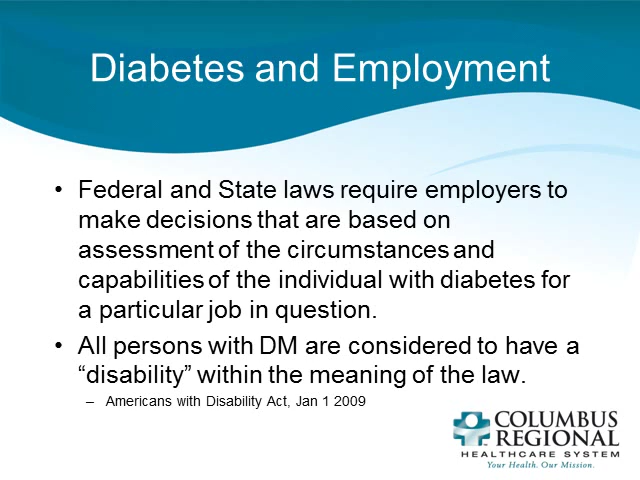 Diabetes and Employment
• Federal and State laws require employers to
make decisions that are based on
assessment of the circumstances and
capabilities of the individual with diabetes for
a particular job in question.
• All persons with DM are considered to have a
“disability” within the meaning of the law.
– Americans with Disability Act, Jan 1 2009
COLUMBUS
REGIONAL
HEALTHCARE SYSTEM
Your Health. Our Mission.